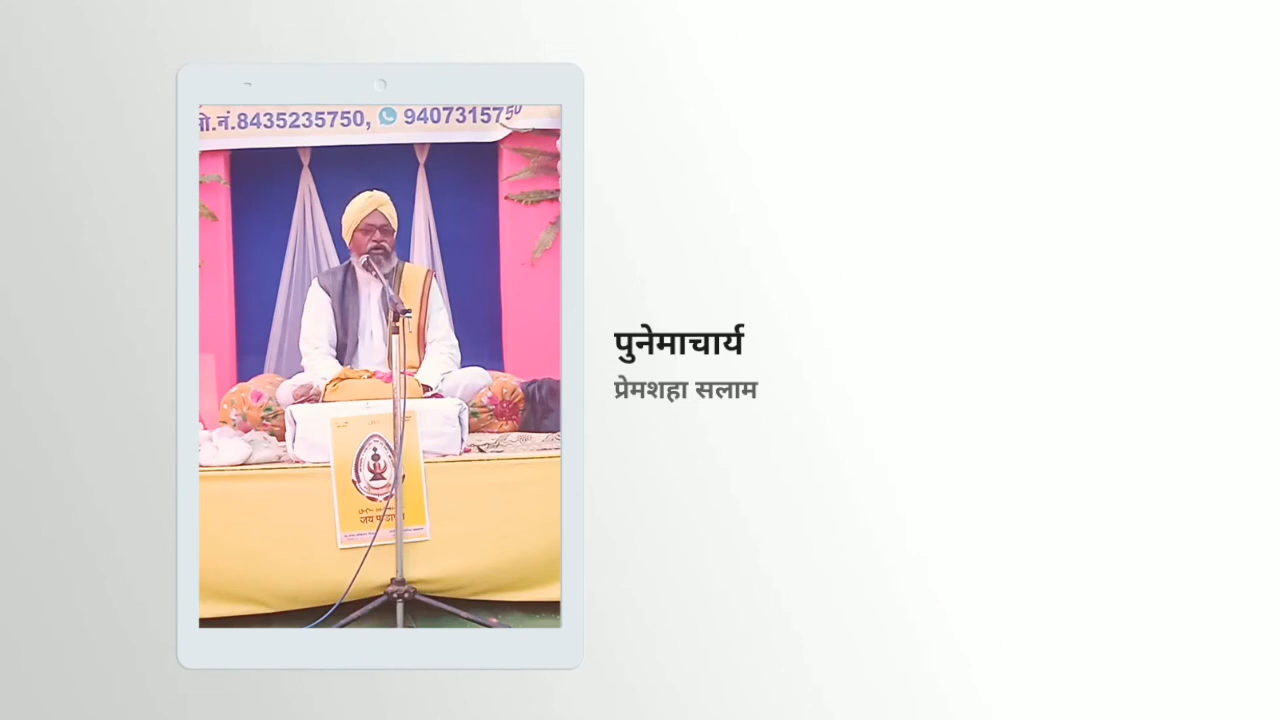 मो.नं.8435235750, 9407315750
पुनेमाचार्य
प्रेमशहा सलाम
जय